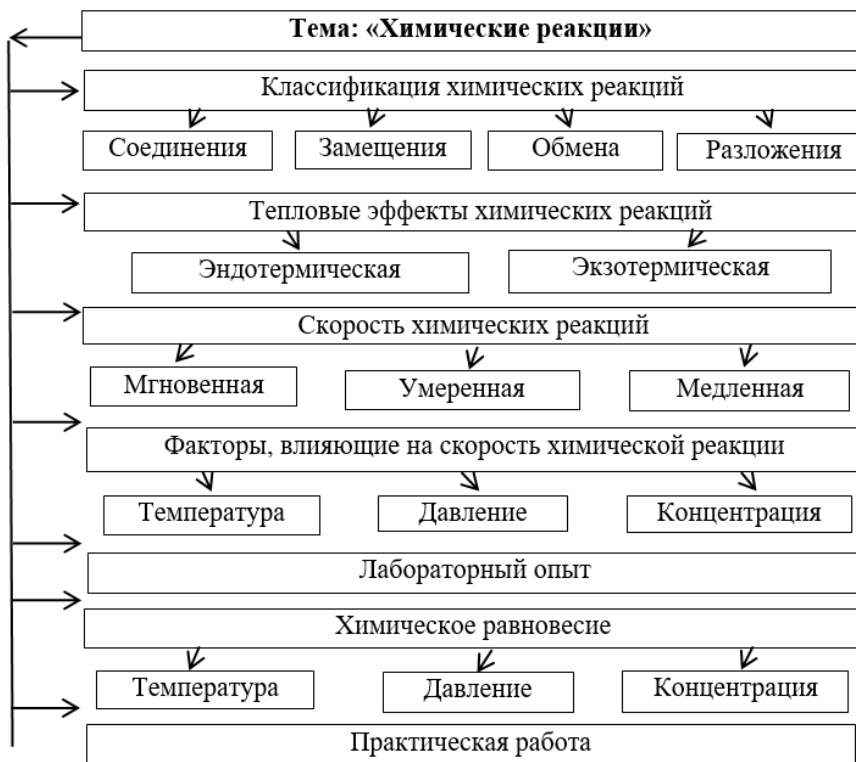 Тема: «Химические реакции»
Классификация химических реакций
Соединения
Замещения
Обмена
Разложения
Тепловые эффекты химических реакций
Эндотермическая
Экзотермическая
Скорость химических реакций
Мгновенная
Умеренная
Медленная
Факторы, влияющие на скорость химической реакции
Температура
Давление
Концентрация
Лабораторный опыт
Химическое равновесие
Температура
Давление
Концентрация
Практическая работа